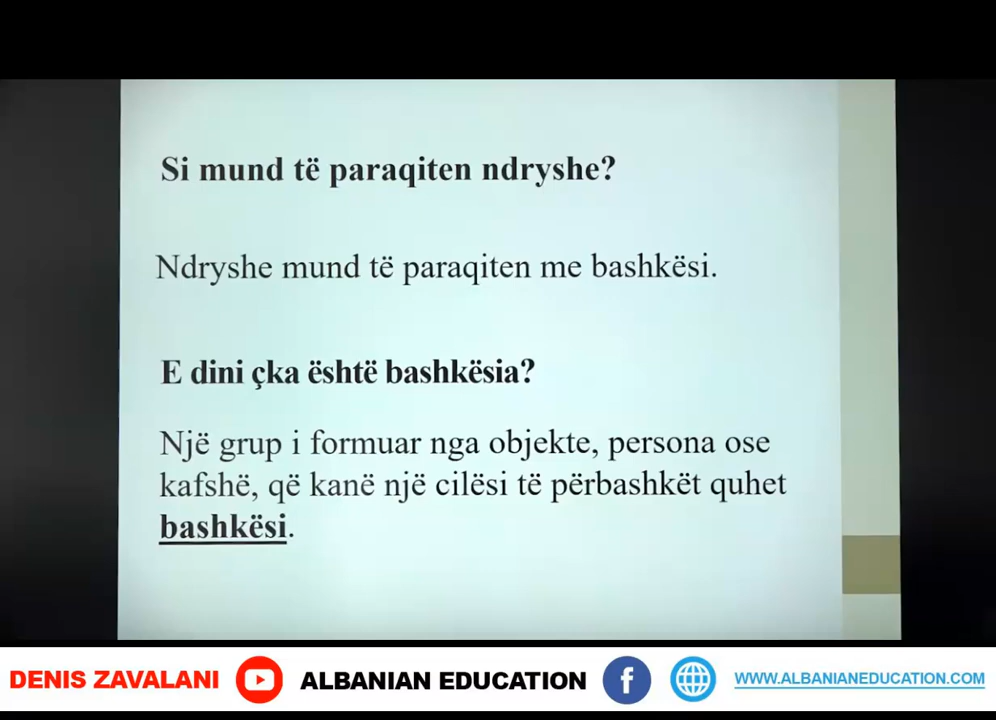 Si mund të paraqiten ndryshe?
Ndryshe mund të paraqiten me bashkësi.
E dini çka është bashkësia?
Një grup i formuar nga objekte, persona ose
kafshë, që kanë një cilësi të përbashkët quhet
bashkësi.
DENIS ZAVALANI ALBANIAN EDUCATION f WWW.ALBANIANEDUCATION.COM